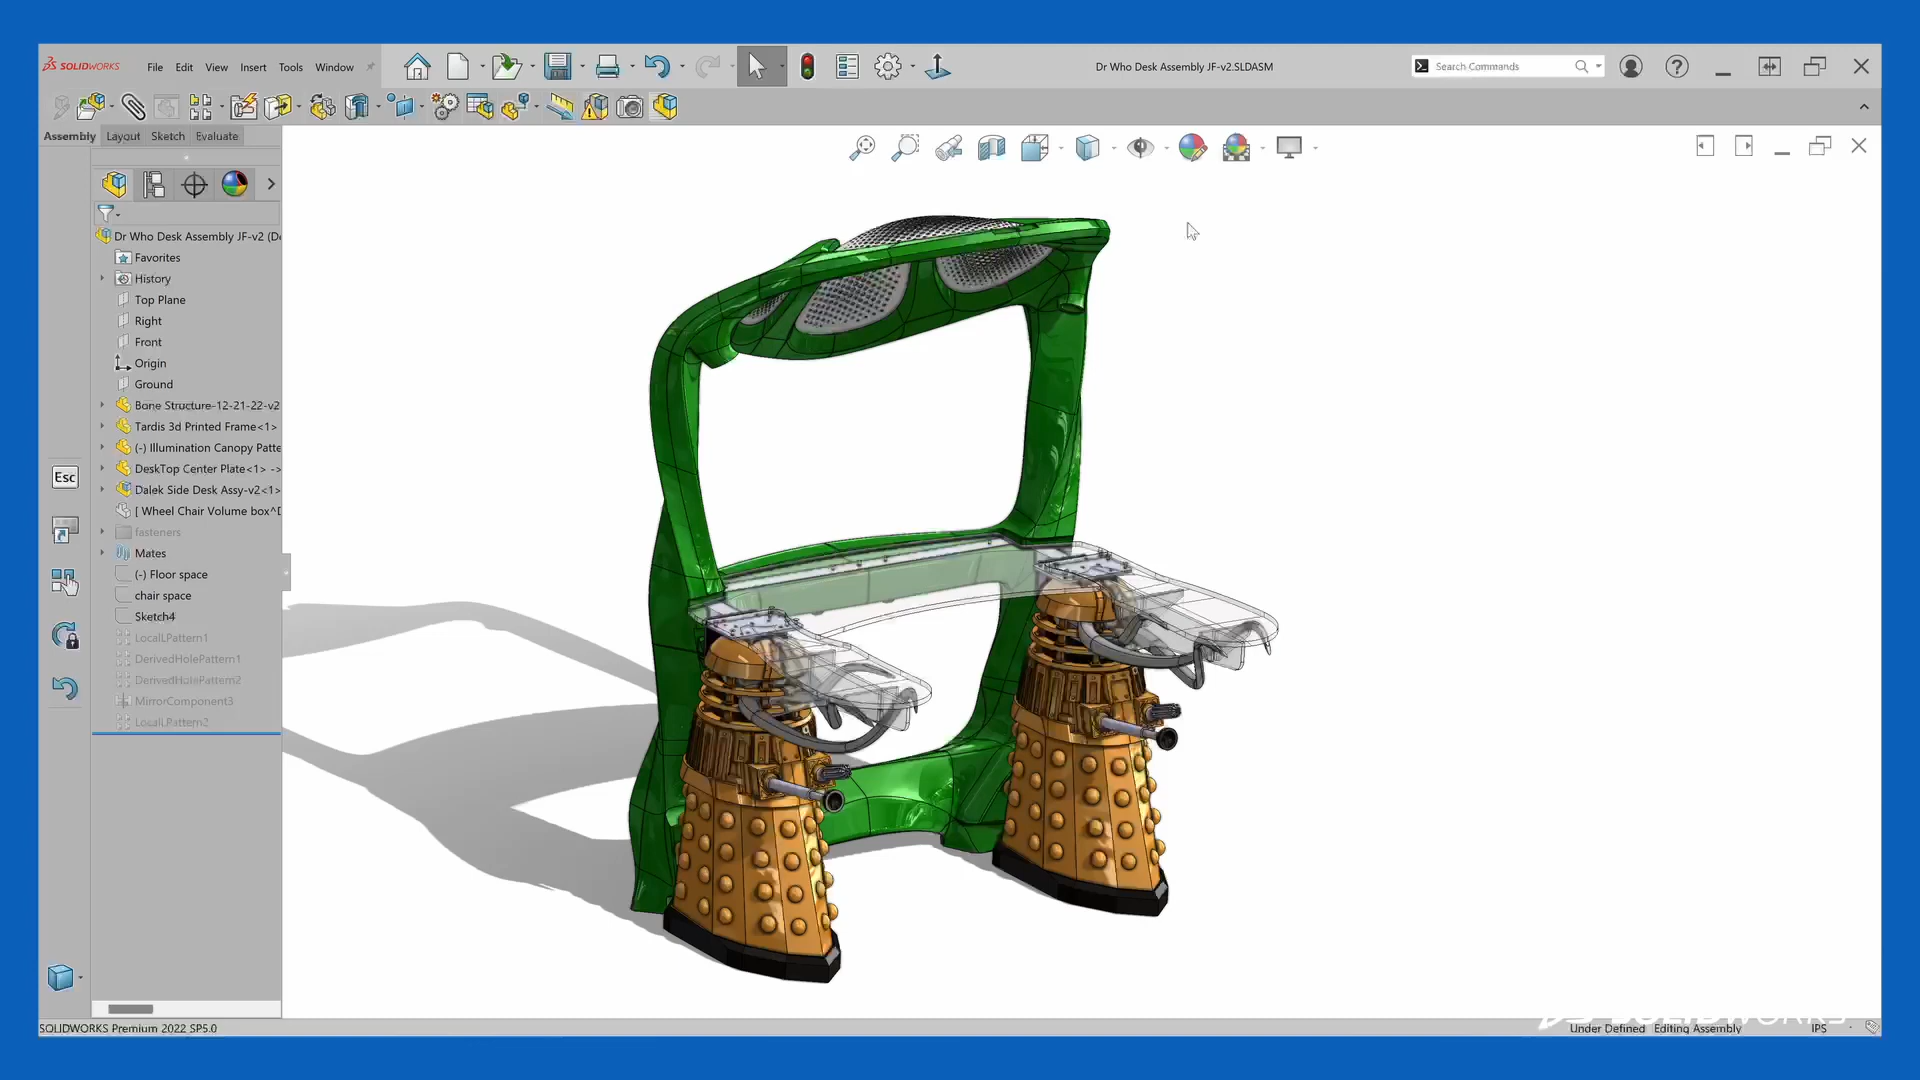 SOLIDWORKS File Edit View Insert Tools Window Dr Who Desk Assembly JF-v2.SLDASM Search Commands
Assembly Layout Sketch Evaluate
Dr Who Desk Assembly JF-v2 (De
Favorites
History
Top Plane
Right
Front
Origin
Ground
Bone Structure-12-21-22-v2
Tardis 3d Printed Frame<1>
(-) Illumination Canopy Patte
DeskTop Center Plate<1> ->
Dalek Side Desk Assy-v2<1>
[ Wheel Chair Volume box^D
fasteners
Mates
(-) Floor space
chair space
Sketch4
LocalLPattern1
DerivedHolePattern1
DerivedHolePattern2
MirrorComponent3
LocalLPattern2
Esc
SOLIDWORKS
SOLIDWORKS Premium 2022 SP5.0 Under Defined Editing Assembly IPS